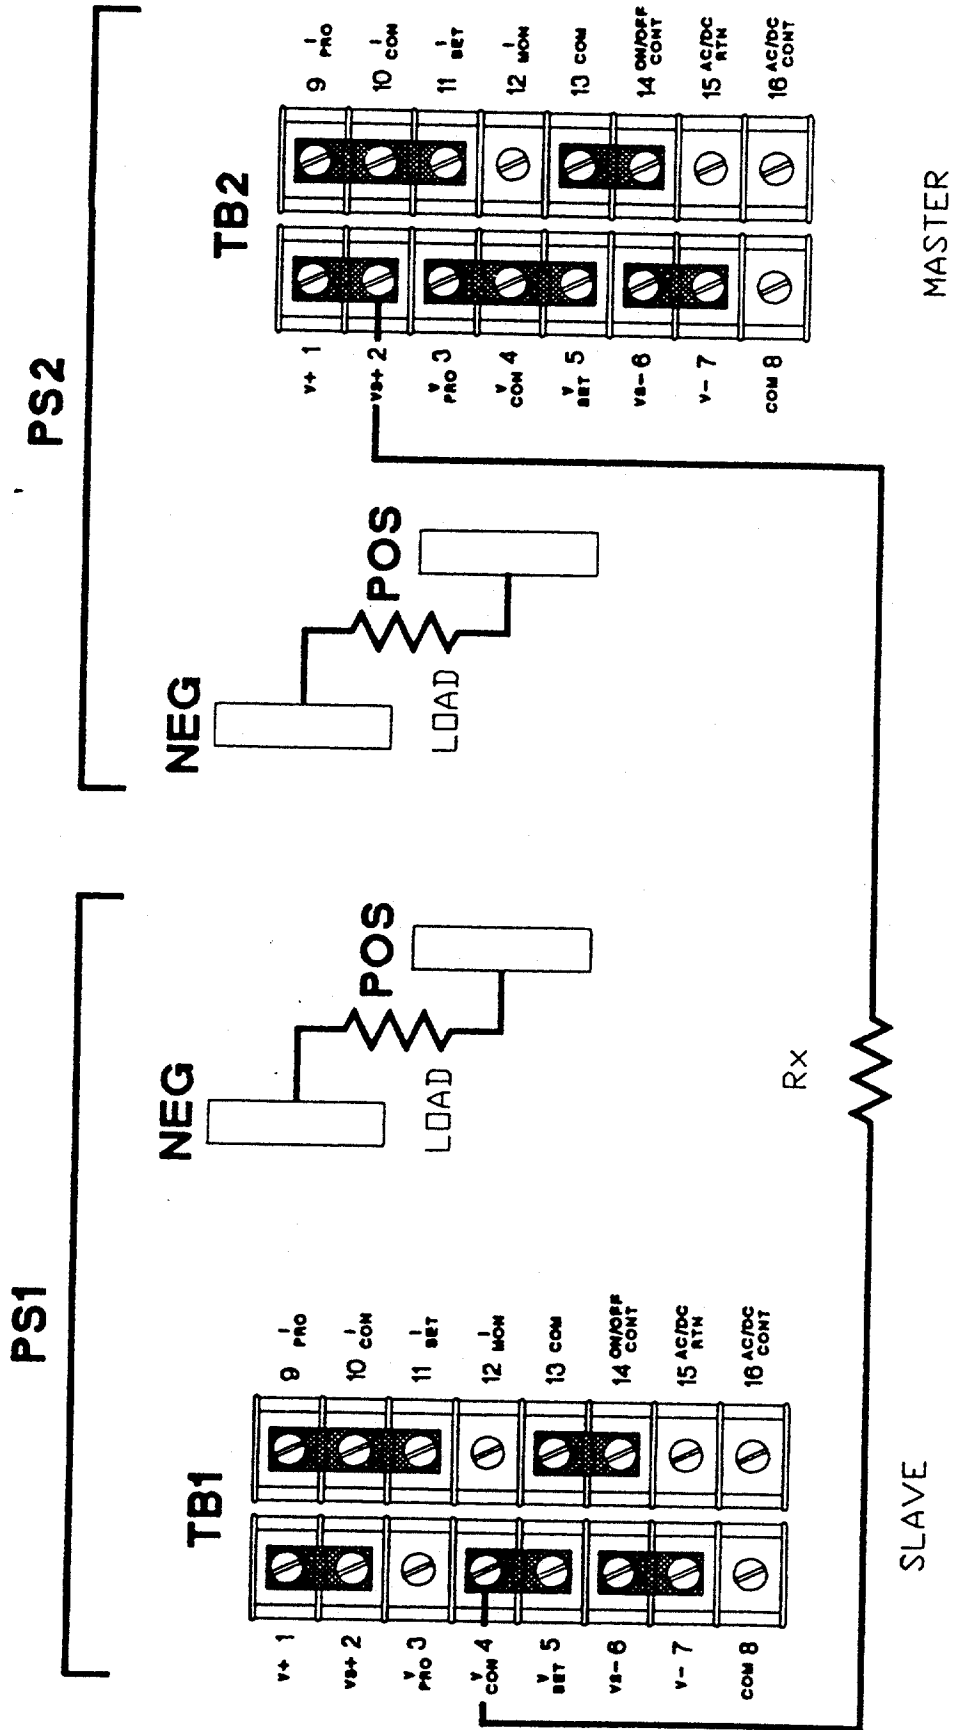 PS1
TB1
V+ 1
VS+ 2
V
PRO 3
V
CON 4
V
SET 5
VS- 6
V- 7
COM 8
9 I
PRO
10 I
CON
11 I
SET
12 I
MON
13 COM
14 ON/OFF
CONT
15 AC/DC
RTN
16 AC/DC
CONT
SLAVE
NEG
POS
LOAD
Rx
PS2
NEG
POS
LOAD
TB2
V+ 1
VS+ 2
V
PRO 3
V
CON 4
V
SET 5
VS- 6
V- 7
COM 8
9 I
PRO
10 I
CON
11 I
SET
12 I
MON
13 COM
14 ON/OFF
CONT
15 AC/DC
RTN
16 AC/DC
CONT
MASTER